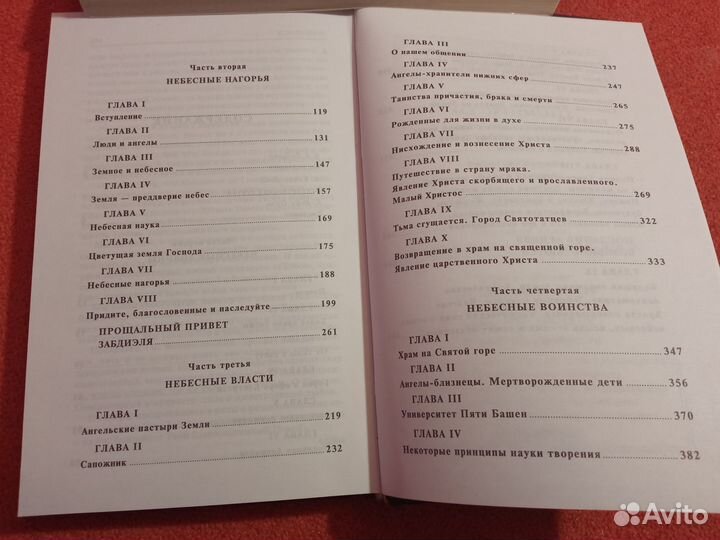 Часть вторая
НЕБЕСНЫЕ НАГОРЬЯ
ГЛАВА I
Вступление 119
ГЛАВА II
Люди и ангелы 131
ГЛАВА III
Земное и небесное 147
ГЛАВА IV
Земля — преддверие небес 157
ГЛАВА V
Небесная наука 169
ГЛАВА VI
Цветущая земля Господа 175
ГЛАВА VII
Небесные нагорья 188
ГЛАВА VIII
Придите, благословенные и наследуйте 199
ПРОЩАЛЬНЫЙ ПРИВЕТ
ЗАБДИЭЛЯ 261
Часть третья
НЕБЕСНЫЕ ВЛАСТИ
ГЛАВА I
Ангельские пастыри Земли 219
ГЛАВА II
Сапожник 232
ГЛАВА III
О нашем общении 237
ГЛАВА IV
Ангелы-хранители нижних сфер 247
ГЛАВА V
Таинства причастия, брака и смерти 265
ГЛАВА VI
Рожденные для жизни в духе 275
ГЛАВА VII
Нисхождение и вознесение Христа 288
ГЛАВА VIII
Путешествие в страну мрака.
Явление Христа скорбящего и прославленного.
Малый Христос 269
ГЛАВА IX
Тьма сгущается. Город Святотатцев 322
ГЛАВА X
Возвращение в храм на священной горе.
Явление царственного Христа 333
Часть четвертая
НЕБЕСНЫЕ ВОИНСТВА
ГЛАВА I
Храм на Святой горе 347
ГЛАВА II
Ангелы-близнецы. Мертворожденные дети 356
ГЛАВА III
Университет Пяти Башен 370
ГЛАВА IV
Некоторые принципы науки творения 382
Avito